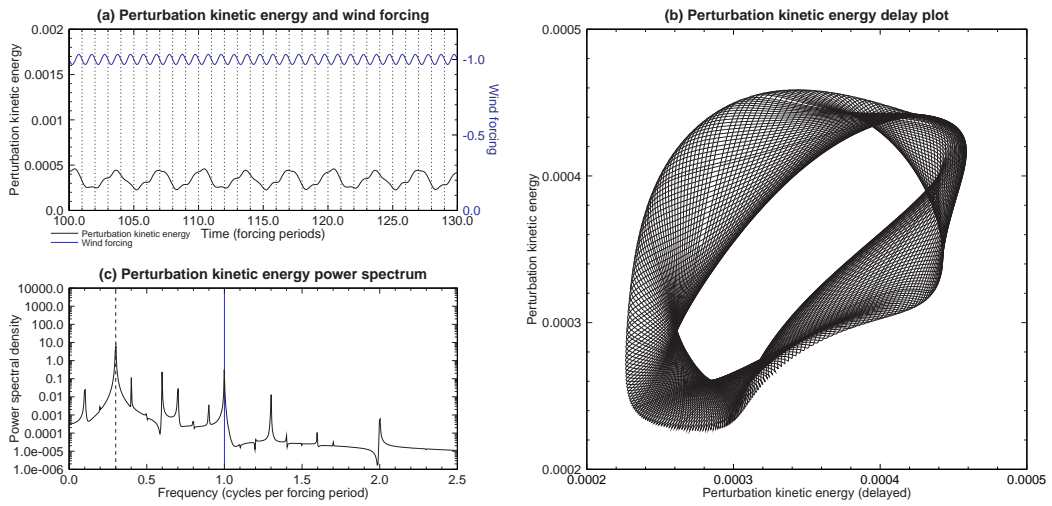 (a) Perturbation kinetic energy and wind forcing
Perturbation kinetic energy
0.002
0.0015
0.001
0.0005
0.0
-1.0
-0.5
0.0
Wind forcing
100.0 105.0 110.0 115.0 120.0 125.0 130.0
Time (forcing periods)
Perturbation kinetic energy
Wind forcing
(c) Perturbation kinetic energy power spectrum
Power spectral density
10000.0
1000.0
100.0
10.0
1.0
0.1
0.01
0.001
0.0001
1.0e-005
1.0e-006
0.0 0.5 1.0 1.5 2.0 2.5
Frequency (cycles per forcing period)
(b) Perturbation kinetic energy delay plot
Perturbation kinetic energy
0.0005
0.0004
0.0003
0.0002
0.0002 0.0003 0.0004 0.0005
Perturbation kinetic energy (delayed)